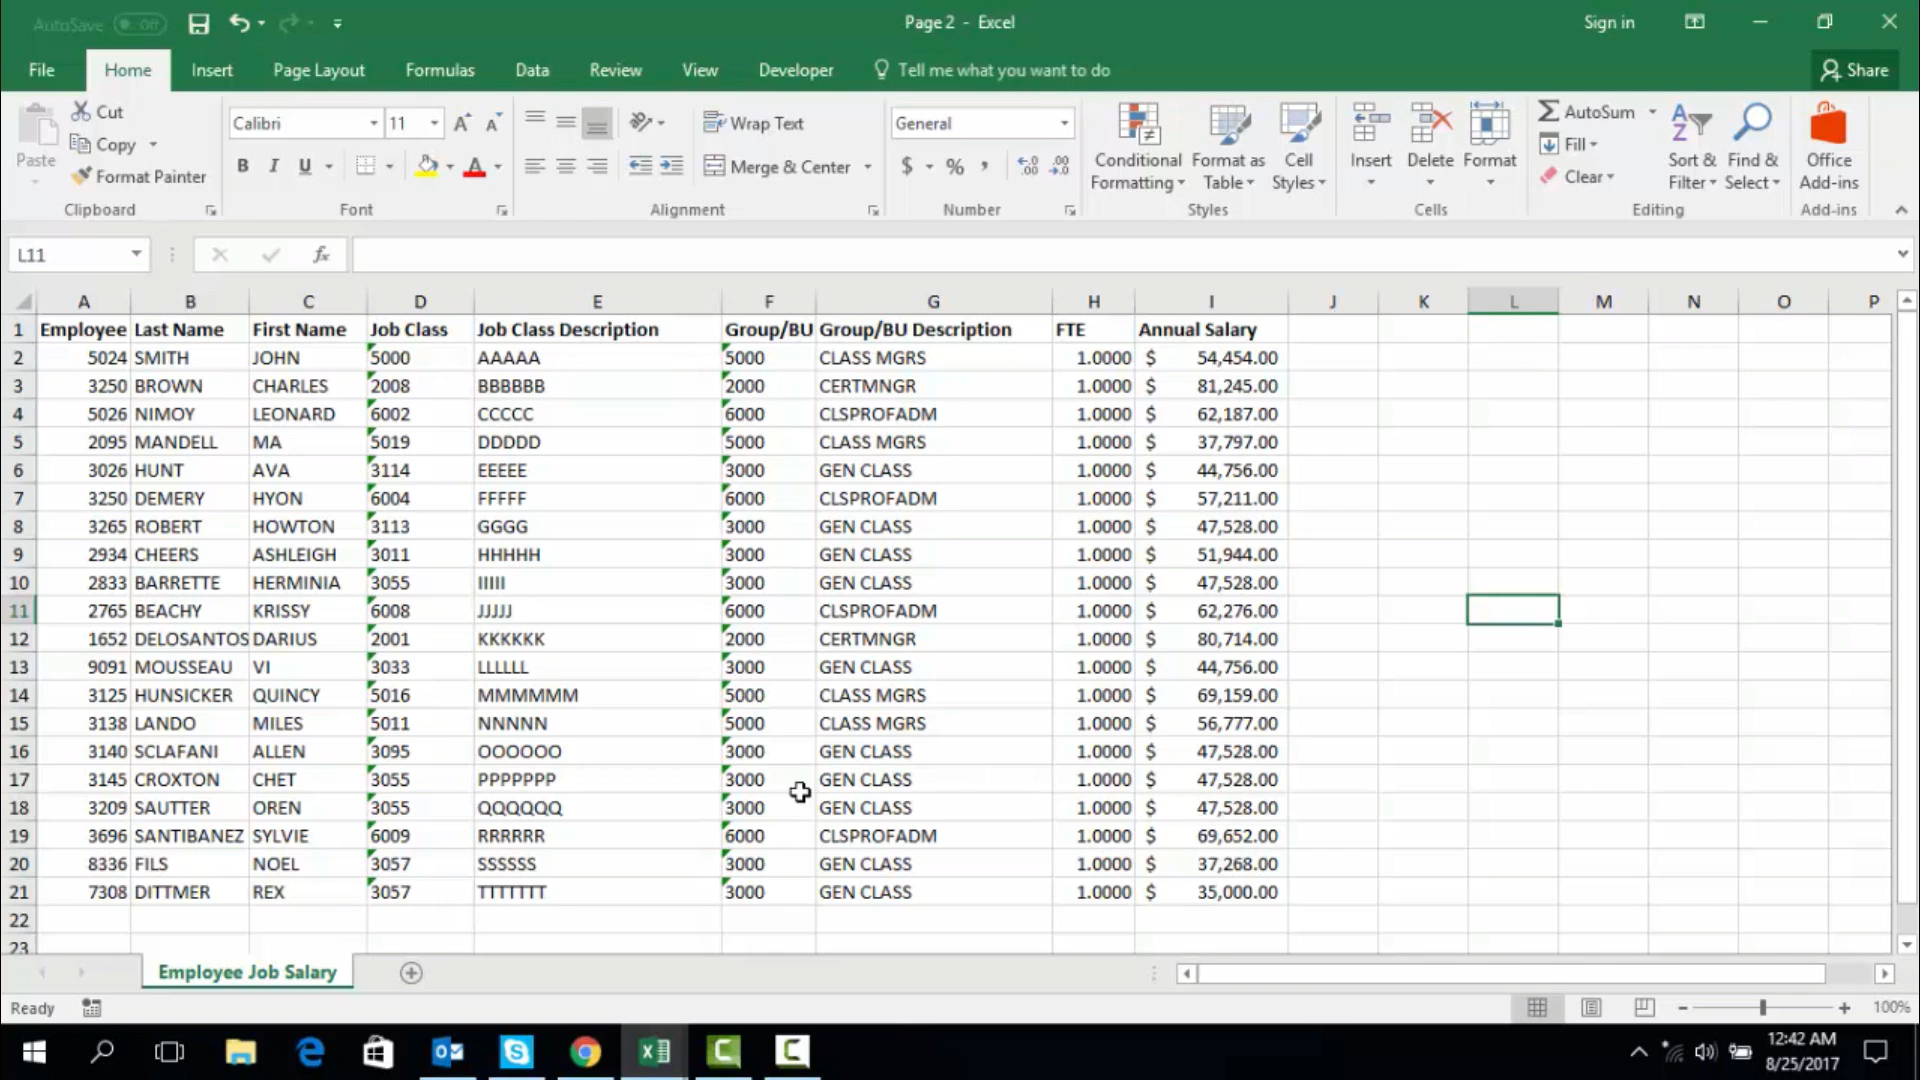 AutoSave Off Page 2 - Excel Sign in
File Home Insert Page Layout Formulas Data Review View Developer Tell me what you want to do Share
Cut Calibri 11 Wrap Text General AutoSum
Paste Copy Conditional Formatting Format as Table Cell Styles Insert Delete Format Fill Sort & Filter Find & Select Office Add-ins
Format Painter B I U A Merge & Center $ % , Clear
Clipboard Font Alignment Number Styles Cells Editing Add-ins
L11 fx
A B C D E F G H I J K L M N O P
1 Employee Last Name First Name Job Class Job Class Description Group/BU Group/BU Description FTE Annual Salary
2 5024 SMITH JOHN 5000 AAAAA 5000 CLASS MGRS 1.0000 $ 54,454.00
3 3250 BROWN CHARLES 2008 BBBBBB 2000 CERTMNGR 1.0000 $ 81,245.00
4 5026 NIMOY LEONARD 6002 CCCCC 6000 CLSPROFADM 1.0000 $ 62,187.00
5 2095 MANDELL MA 5019 DDDDD 5000 CLASS MGRS 1.0000 $ 37,797.00
6 3026 HUNT AVA 3114 EEEEE 3000 GEN CLASS 1.0000 $ 44,756.00
7 3250 DEMERY HYON 6004 FFFFF 6000 CLSPROFADM 1.0000 $ 57,211.00
8 3265 ROBERT HOWTON 3113 GGGG 3000 GEN CLASS 1.0000 $ 47,528.00
9 2934 CHEERS ASHLEIGH 3011 HHHHH 3000 GEN CLASS 1.0000 $ 51,944.00
10 2833 BARRETTE HERMINIA 3055 IIIII 3000 GEN CLASS 1.0000 $ 47,528.00
11 2765 BEACHY KRISSY 6008 JJJJJ 6000 CLSPROFADM 1.0000 $ 62,276.00
12 1652 DELOSANTOS DARIUS 2001 KKKKKK 2000 CERTMNGR 1.0000 $ 80,714.00
13 9091 MOUSSEAU VI 3033 LLLLLL 3000 GEN CLASS 1.0000 $ 44,756.00
14 3125 HUNSICKER QUINCY 5016 MMMMMM 5000 CLASS MGRS 1.0000 $ 69,159.00
15 3138 LANDO MILES 5011 NNNNN 5000 CLASS MGRS 1.0000 $ 56,777.00
16 3140 SCLAFANI ALLEN 3095 OOOOOO 3000 GEN CLASS 1.0000 $ 47,528.00
17 3145 CROXTON CHET 3055 PPPPPPP 3000 GEN CLASS 1.0000 $ 47,528.00
18 3209 SAUTTER OREN 3055 QQQQQQ 3000 GEN CLASS 1.0000 $ 47,528.00
19 3696 SANTIBANEZ SYLVIE 6009 RRRRRR 6000 CLSPROFADM 1.0000 $ 69,652.00
20 8336 FILS NOEL 3057 SSSSSS 3000 GEN CLASS 1.0000 $ 37,268.00
21 7308 DITTMER REX 3057 TTTTTTT 3000 GEN CLASS 1.0000 $ 35,000.00
22
23
Employee Job Salary
Ready 100%
12:42 AM
8/25/2017